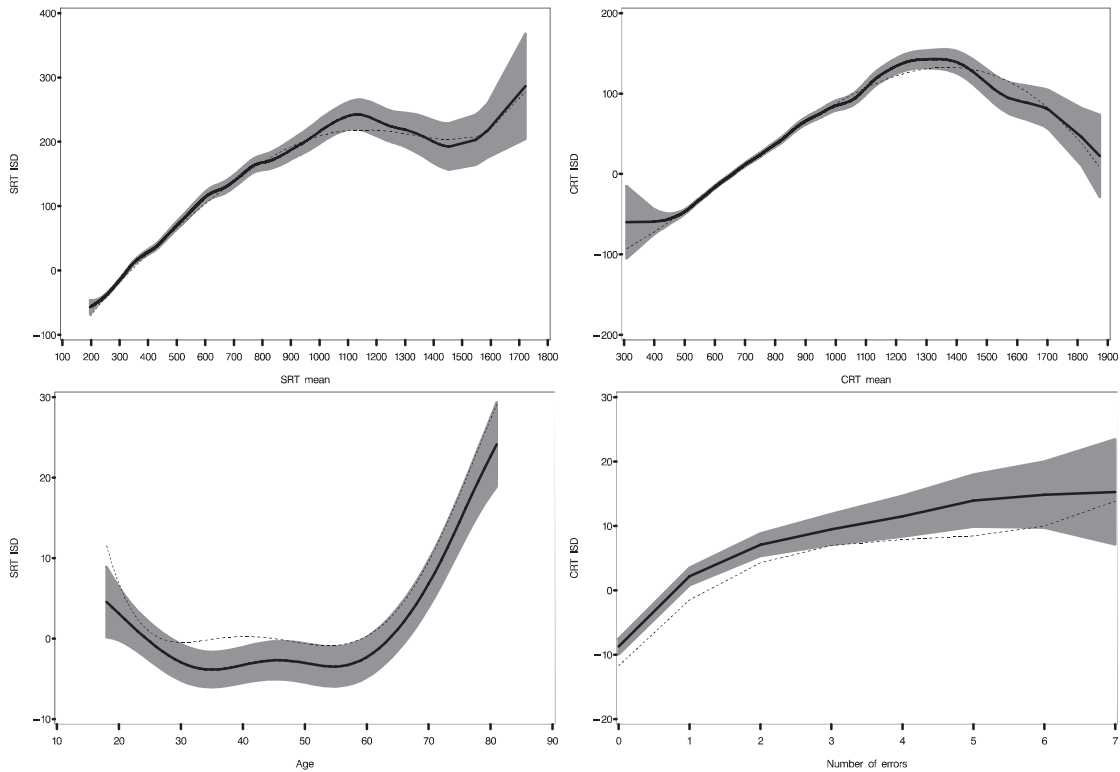 400
300
200
100
0
−100
SRT ISD
100 200 300 400 500 600 700 800 900 1000 1100 1200 1300 1400 1500 1600 1700 1800
SRT mean
200
100
0
−100
−200
CRT ISD
300 400 500 600 700 800 900 1000 1100 1200 1300 1400 1500 1600 1700 1800 1900
CRT mean
30
20
10
0
−10
SRT ISD
10 20 30 40 50 60 70 80 90
Age
30
20
10
0
−10
−20
CRT ISD
0 1 2 3 4 5 6 7
Number of errors